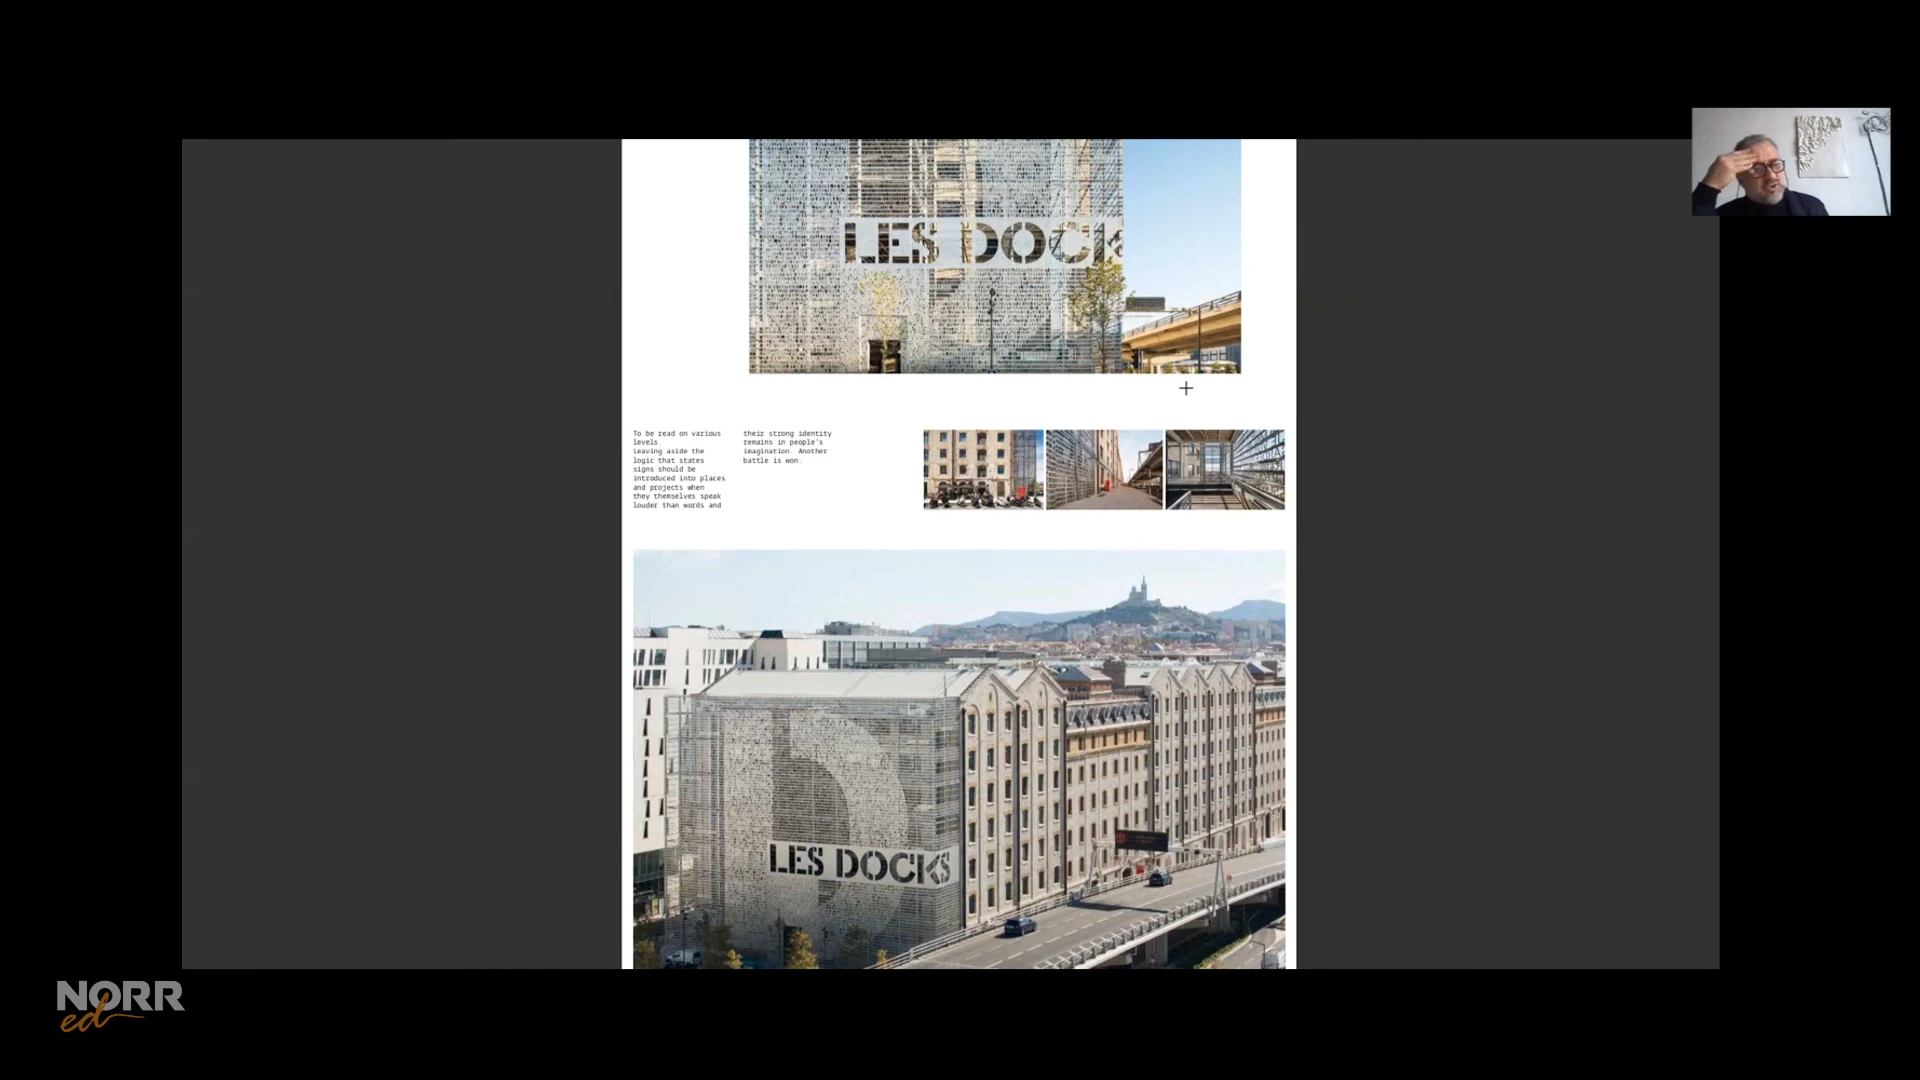 LES DOCK
To be read on various
levels.
Leaving aside the
logic that states
signs should be
introduced into places
and projects when
they themselves speak
louder than words and
their strong identity
remains in people's
imagination. Another
battle is won.
LES DOCKS
NORR
ed